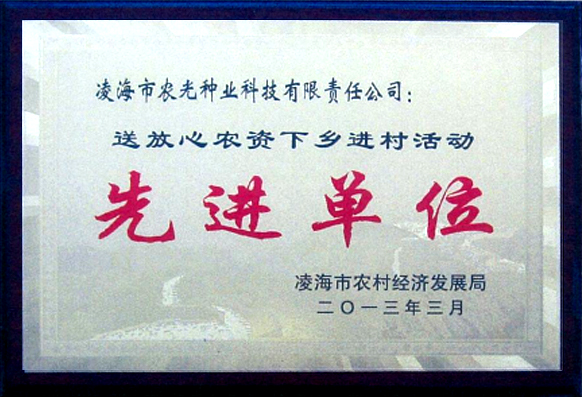 凌海市农光种业科技有限责任公司：
送放心农资下乡进村活动
先进单位
凌海市农村经济发展局
二〇一三年三月